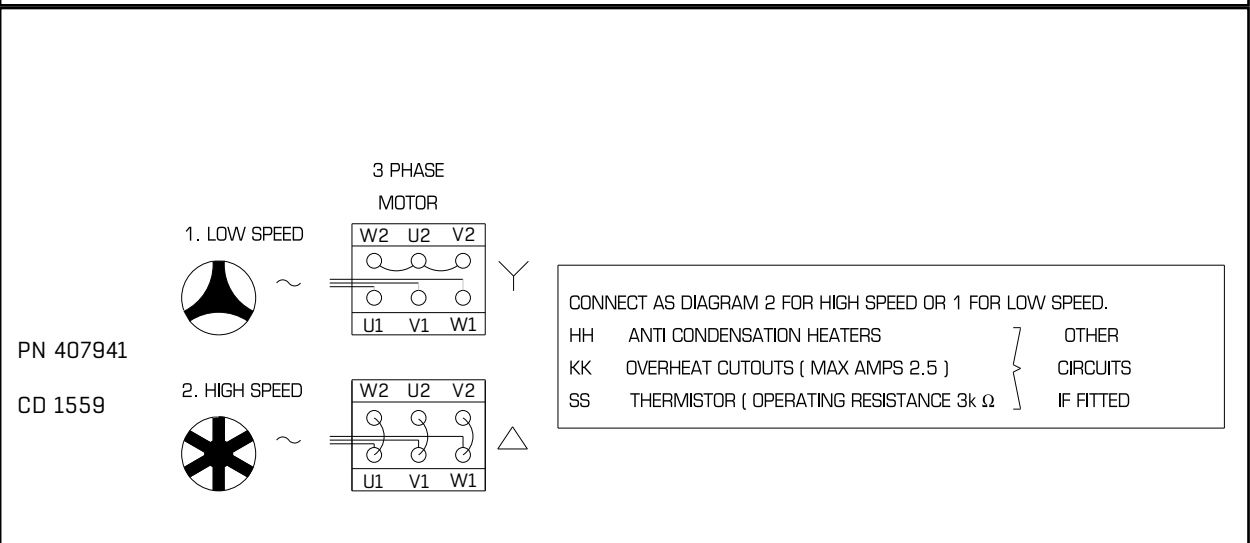 3 PHASE
MOTOR
1. LOW SPEED
W2 U2 V2
U1 V1 W1
PN 407941
CD 1559
2. HIGH SPEED
W2 U2 V2
U1 V1 W1
CONNECT AS DIAGRAM 2 FOR HIGH SPEED OR 1 FOR LOW SPEED.
HH ANTI CONDENSATION HEATERS OTHER
KK OVERHEAT CUTOUTS ( MAX AMPS 2.5 ) CIRCUITS
SS THERMISTOR ( OPERATING RESISTANCE 3k Ω IF FITTED